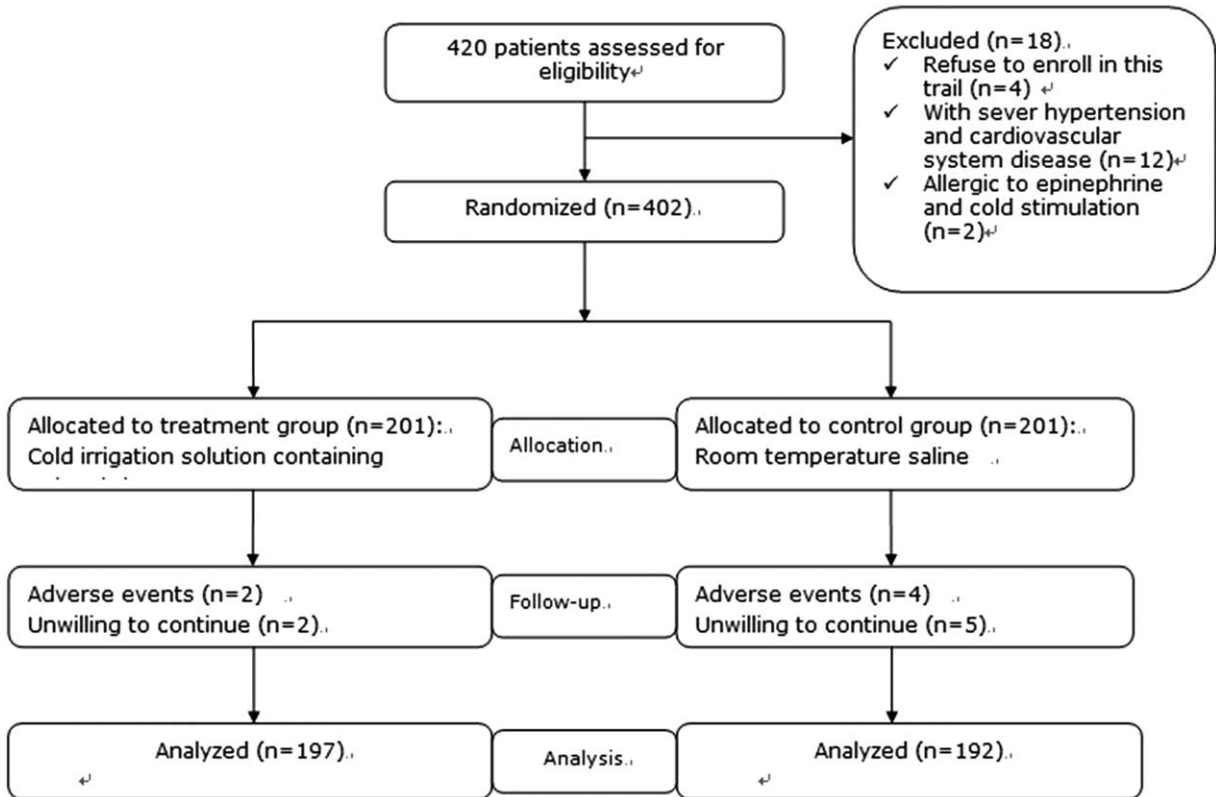 420 patients assessed for
eligibility↵
Excluded (n=18)..
✓ Refuse to enroll in this
trail (n=4) ↵
✓ With sever hypertension
and cardiovascular
system disease (n=12)↵
✓ Allergic to epinephrine
and cold stimulation
(n=2)↵
Randomized (n=402)..
Allocated to treatment group (n=201):..
Cold irrigation solution containing
Allocation..
Allocated to control group (n=201):..
Room temperature saline ..
Adverse events (n=2) ..
Unwilling to continue (n=2)..
Follow-up..
Adverse events (n=4) ..
Unwilling to continue (n=5)..
Analyzed (n=197)..
↵
Analysis..
Analyzed (n=192)..
↵